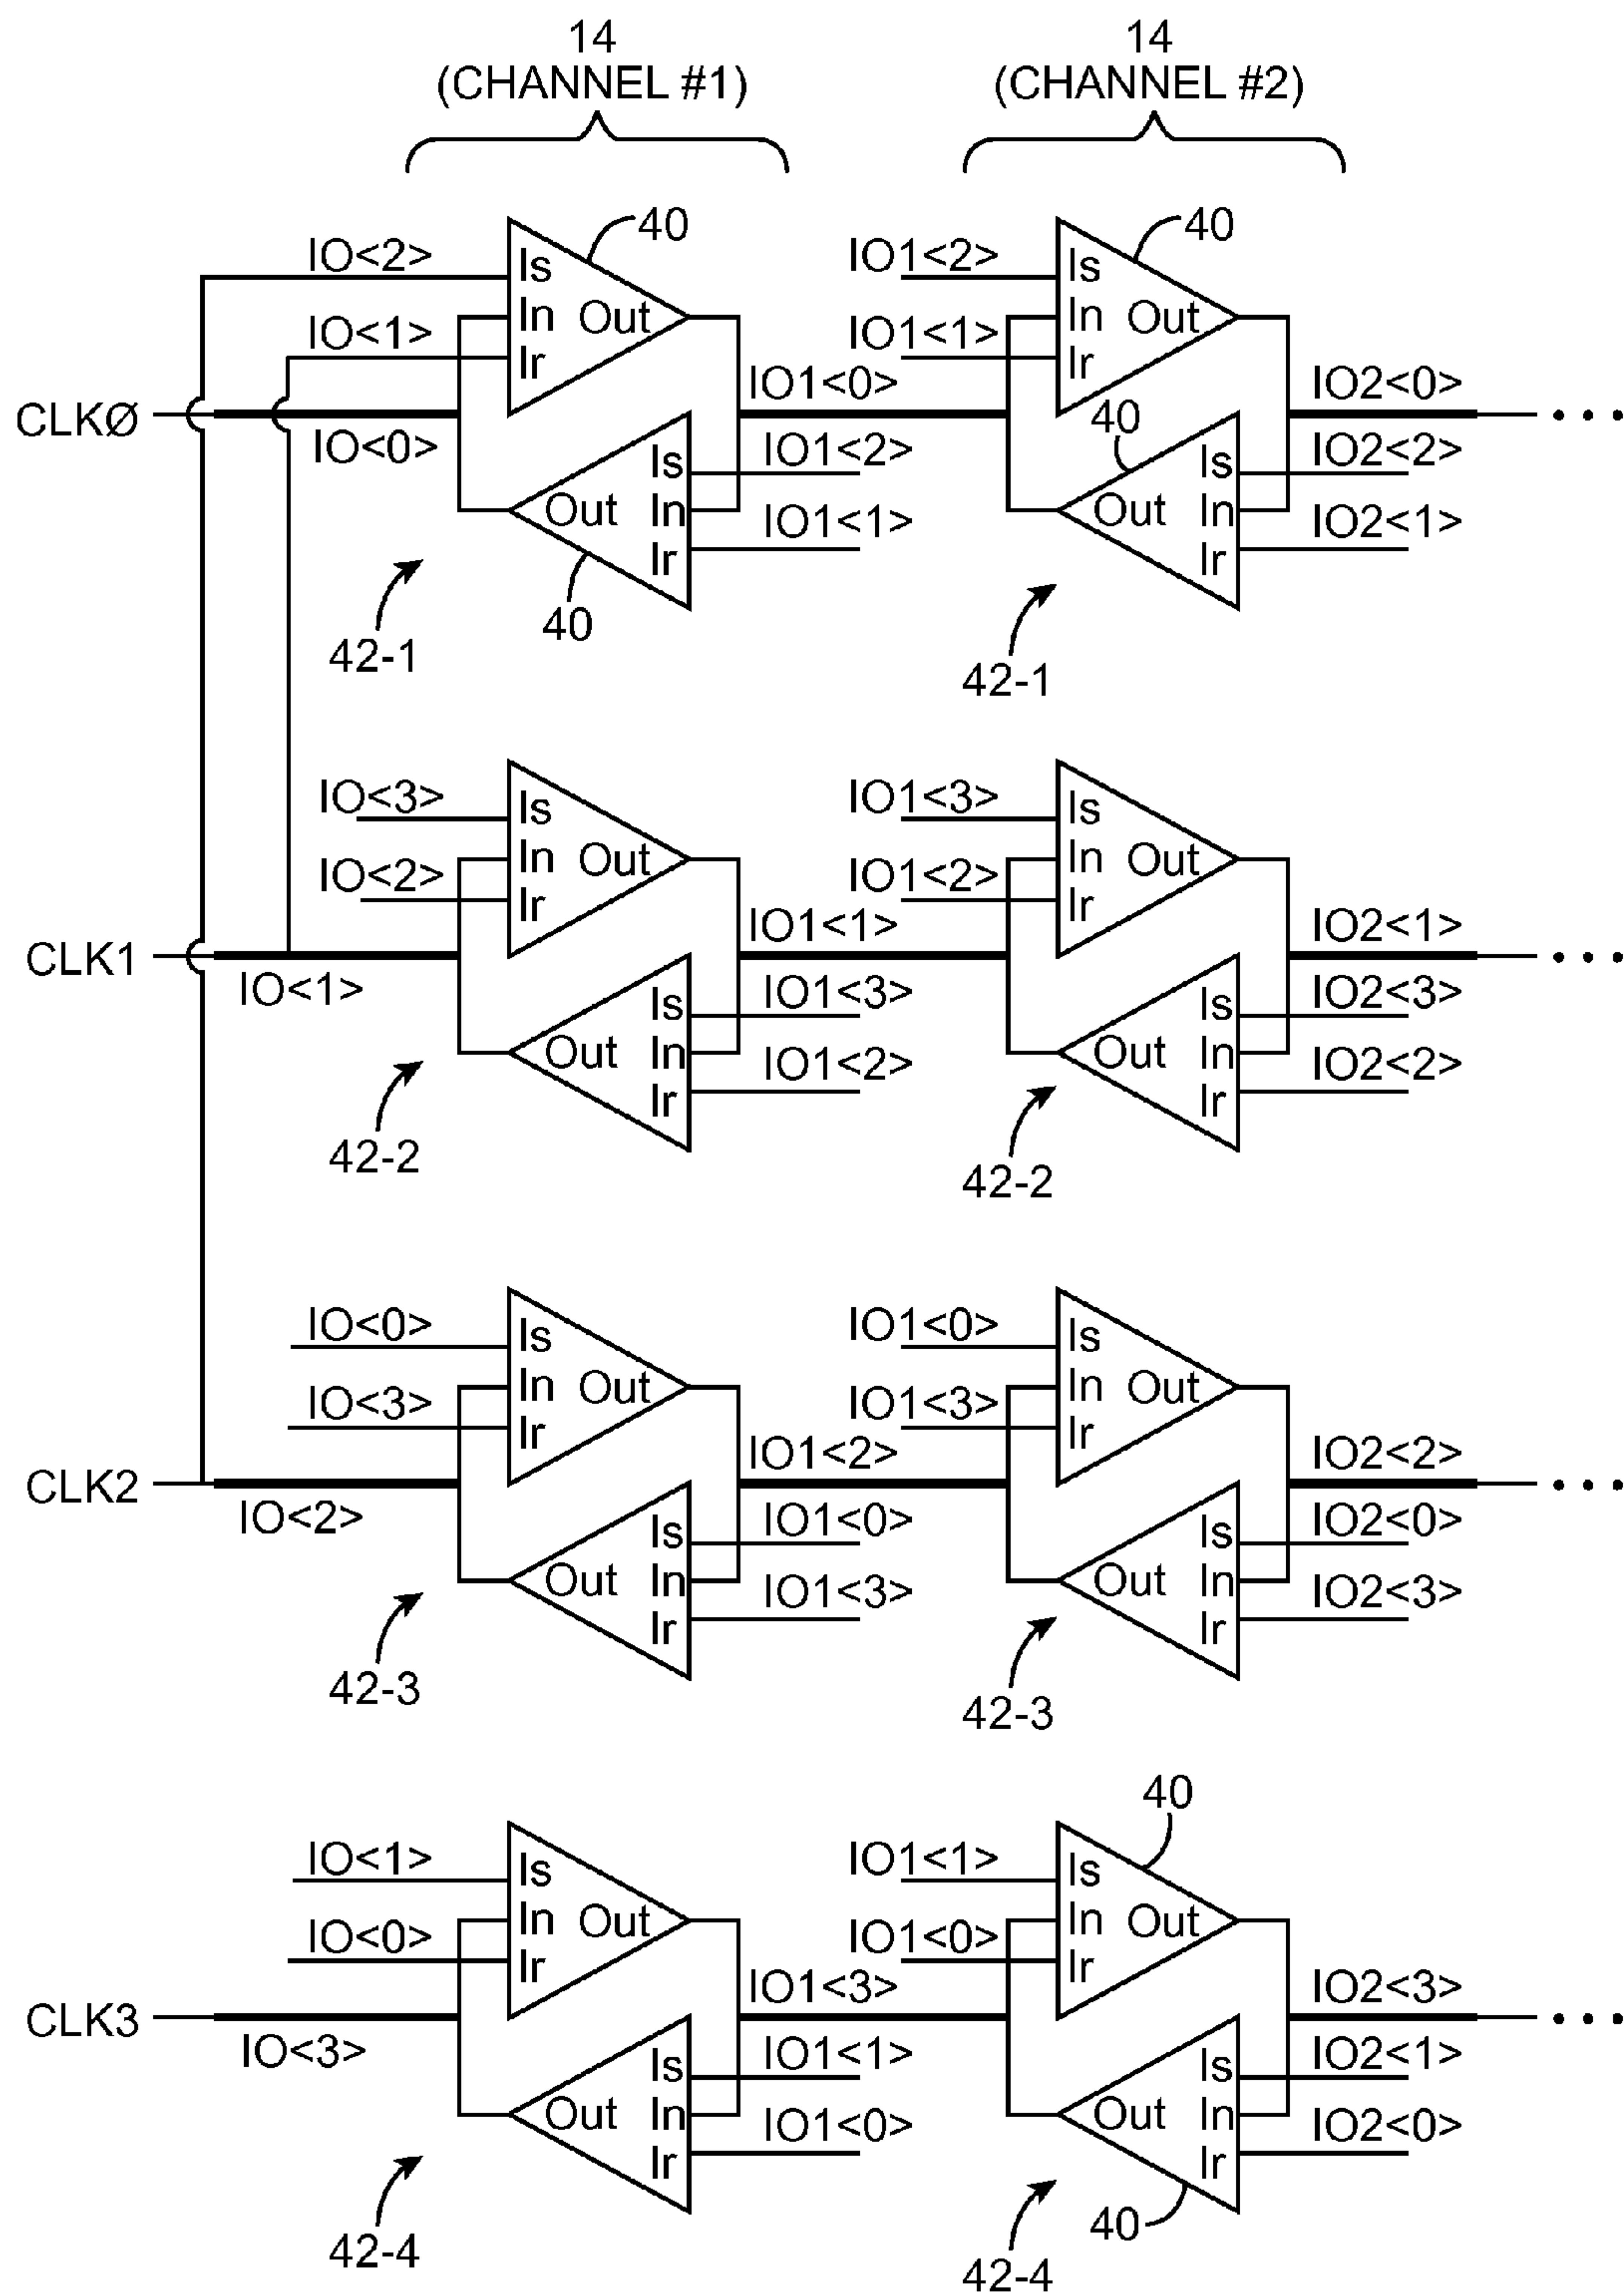 14
(CHANNEL #1)
14
(CHANNEL #2)
IO<2>
Is
40
IO1<2>
Is
40
In
Out
In
Out
IO<1>
Ir
IO1<1>
Ir
CLKØ
IO<0>
IO1<0>
40
IO2<0>
Is
IO1<2>
Is
IO2<2>
Out
In
Out
In
Ir
IO1<1>
Ir
IO2<1>
42-1
40
42-1
IO<3>
Is
IO1<3>
Is
In
Out
In
Out
IO<2>
Ir
IO1<2>
Ir
CLK1
IO<1>
IO1<1>
IO2<1>
Is
IO1<3>
Is
IO2<3>
Out
In
Out
In
Ir
IO1<2>
Ir
IO2<2>
42-2
42-2
IO<0>
Is
IO1<0>
Is
In
Out
In
Out
IO<3>
Ir
IO1<3>
Ir
CLK2
IO<2>
IO1<2>
IO2<2>
Is
IO1<0>
Is
IO2<0>
Out
In
Out
In
Ir
IO1<3>
Ir
IO2<3>
42-3
42-3
40
IO<1>
Is
IO1<1>
Is
In
Out
In
Out
IO<0>
Ir
IO1<0>
Ir
CLK3
IO<3>
IO1<3>
IO2<3>
Is
IO1<1>
Is
IO2<1>
Out
In
Out
In
Ir
IO1<0>
Ir
IO2<0>
42-4
42-4
40